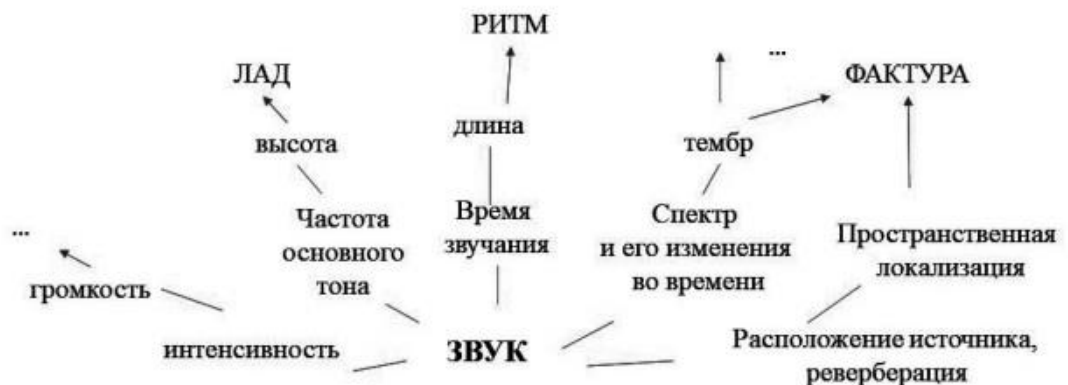 РИТМ
...
ЛАД
ФАКТУРА
длина
высота
тембр
Частота
основного
тона
Время
звучания
Спектр
и его изменения
во времени
Пространственная
локализация
...
громкость
интенсивность
ЗВУК
Расположение источника,
реверберация